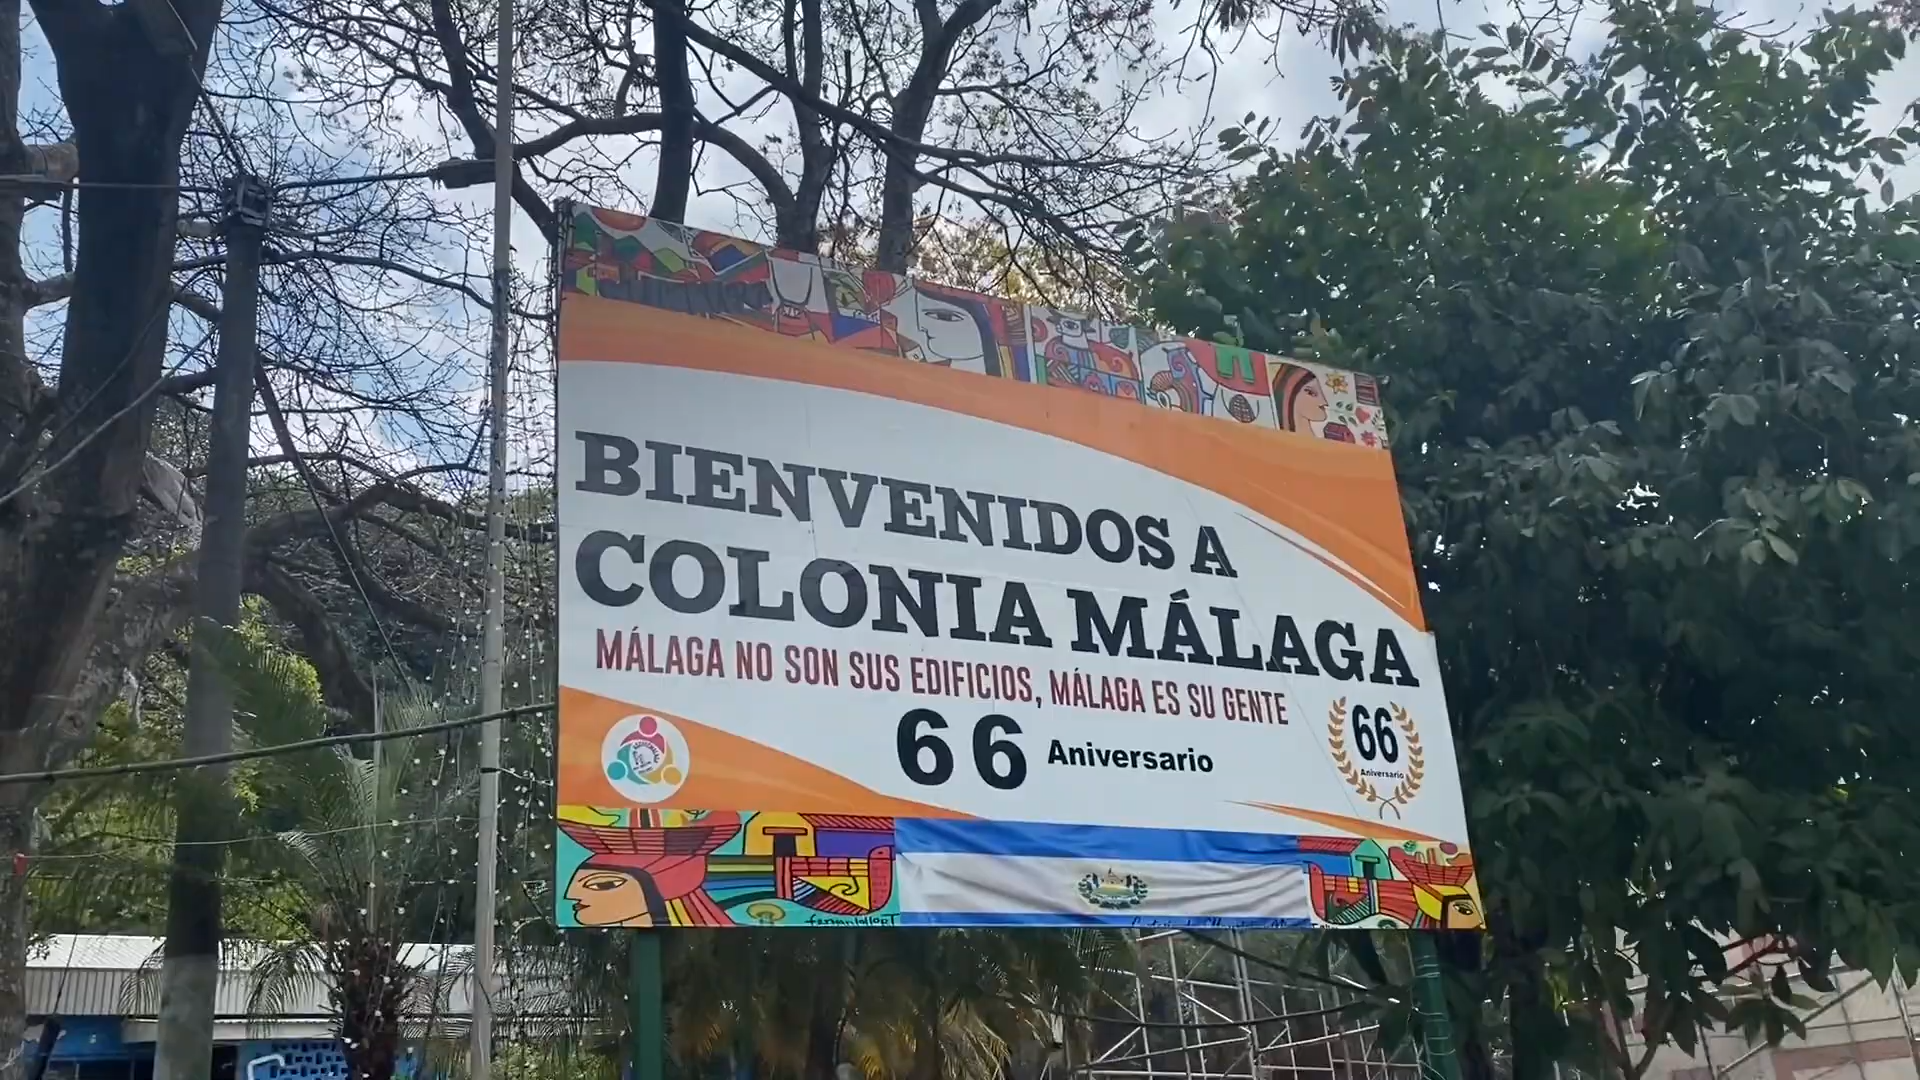 BIENVENIDOS A
COLONIA MÁLAGA
MÁLAGA NO SON SUS EDIFICIOS, MÁLAGA ES SU GENTE
66 Aniversario
66
Aniversario